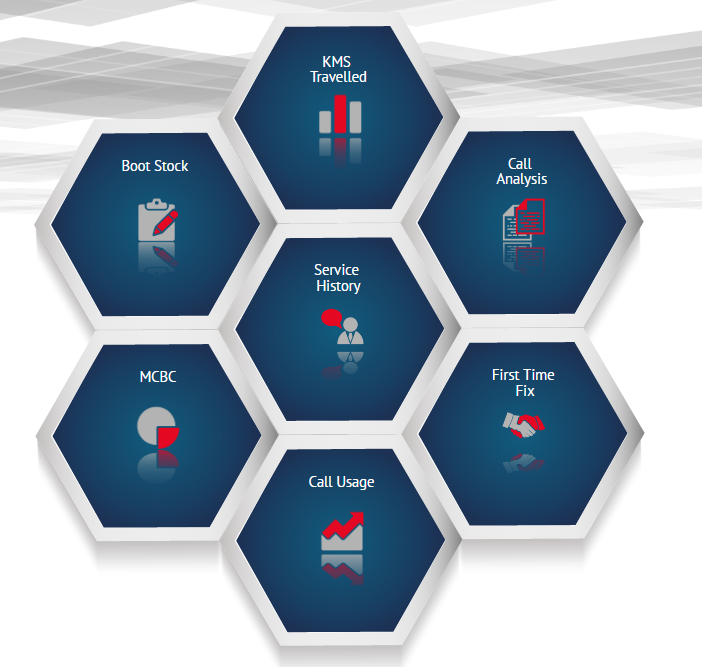 KMS
Travelled
Boot Stock
Call
Analysis
Service
History
MCBC
First Time
Fix
Call Usage